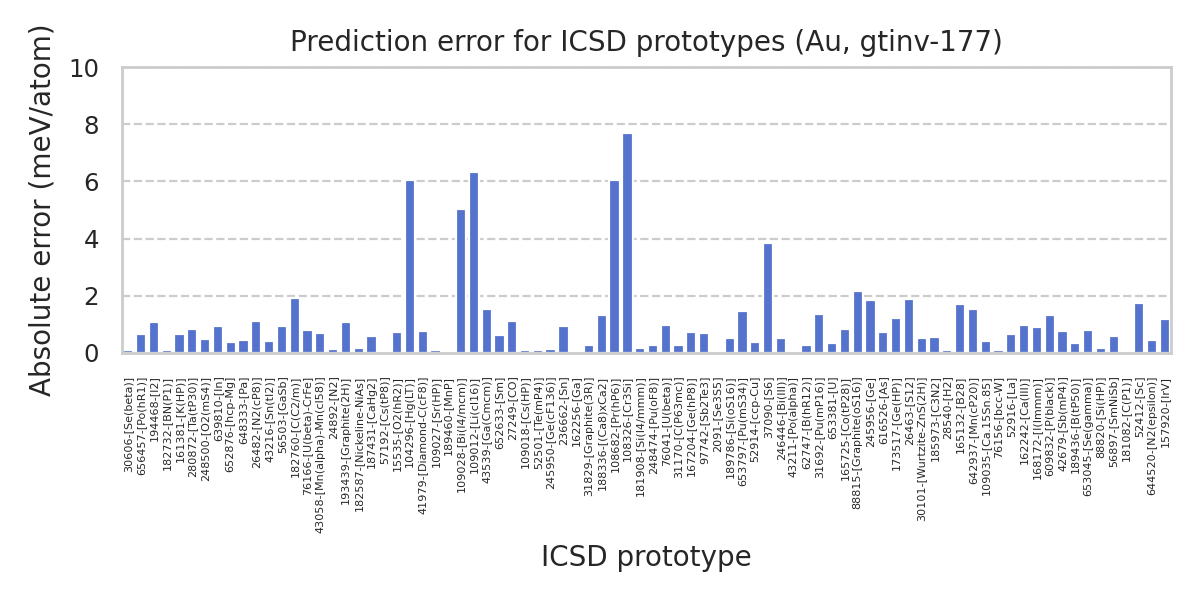 Prediction error for ICSD prototypes (Au, gtinv-177)
Absolute error (meV/atom)
10
8
6
4
2
0
30606-[Se(beta)]
656457-[Po(hR1)]
194468-[I2]
182732-[BN(P1)]
161381-[K(HP)]
280872-[Ta(tP30)]
248500-[O2(mS4)]
639810-[In]
652876-[hcp-Mg]
648333-[Pa]
26482-[N2(cP8)]
43216-[Sn(tI2)]
56503-[GaSb]
182760-[C(C2/m)]
76166-[U(beta)-CrFe]
43058-[Mn(alpha)-Mn(cI58)]
24892-[N2]
193439-[Graphite(2H)]
182587-[Nickeline-NiAs]
187431-[CaHg2]
57192-[Cs(tP8)]
15535-[O2(hR2)]
104296-[Hg(LT)]
41979-[Diamond-C(cF8)]
109027-[Sr(HP)]
189460-[MnP]
109028-[Bi(I4/mcm)]
109012-[Li(cI16)]
43539-[Ga(Cmcm)]
652633-[Sm]
27249-[CO]
109018-[Cs(HP)]
52501-[Te(mP4)]
245950-[Ge(cF136)]
236662-[Sn]
162256-[Ga]
31829-[Graphite(3R)]
188336-[(Ca8)xCa2]
108682-[Pr(hP6)]
108326-[Cr3Si]
181908-[Si(I4/mmm)]
248474-[Pu(oF8)]
76041-[U(beta)]
31170-[C(P63mc)]
167204-[Ge(hP8)]
97742-[Sb2Te3]
2091-[Se3S5]
189786-[Si(oS16)]
653797-[Pu(mS34)]
52914-[ccp-Cu]
37090-[S6]
43211-[Po(alpha)]
246446-[Bi(III)]
62747-[B(hR12)]
31692-[Pu(mP16)]
653381-[U]
165725-[Co(tP28)]
88815-[Graphite(oS16)]
245956-[Ge]
616526-[As]
173517-[Ge(HP)]
26463-[S12]
30101-[Wurtzite-ZnS(2H)]
185973-[C3N2]
28540-[H2]
165132-[B28]
642937-[Mn(cP20)]
109035-[Ca.15Sn.85]
76156-[bcc-W]
52916-[La]
162242-[Ca(III)]
168172-[I(Immm)]
609832-[P(black)]
42679-[Sb(mP4)]
189436-[B(tP50)]
653045-[Se(gamma)]
88820-[Si(HP)]
56897-[SmNiSb]
181082-[C(P1)]
52412-[Sc]
644520-[N2(epsilon)]
157920-[IrV]
ICSD prototype